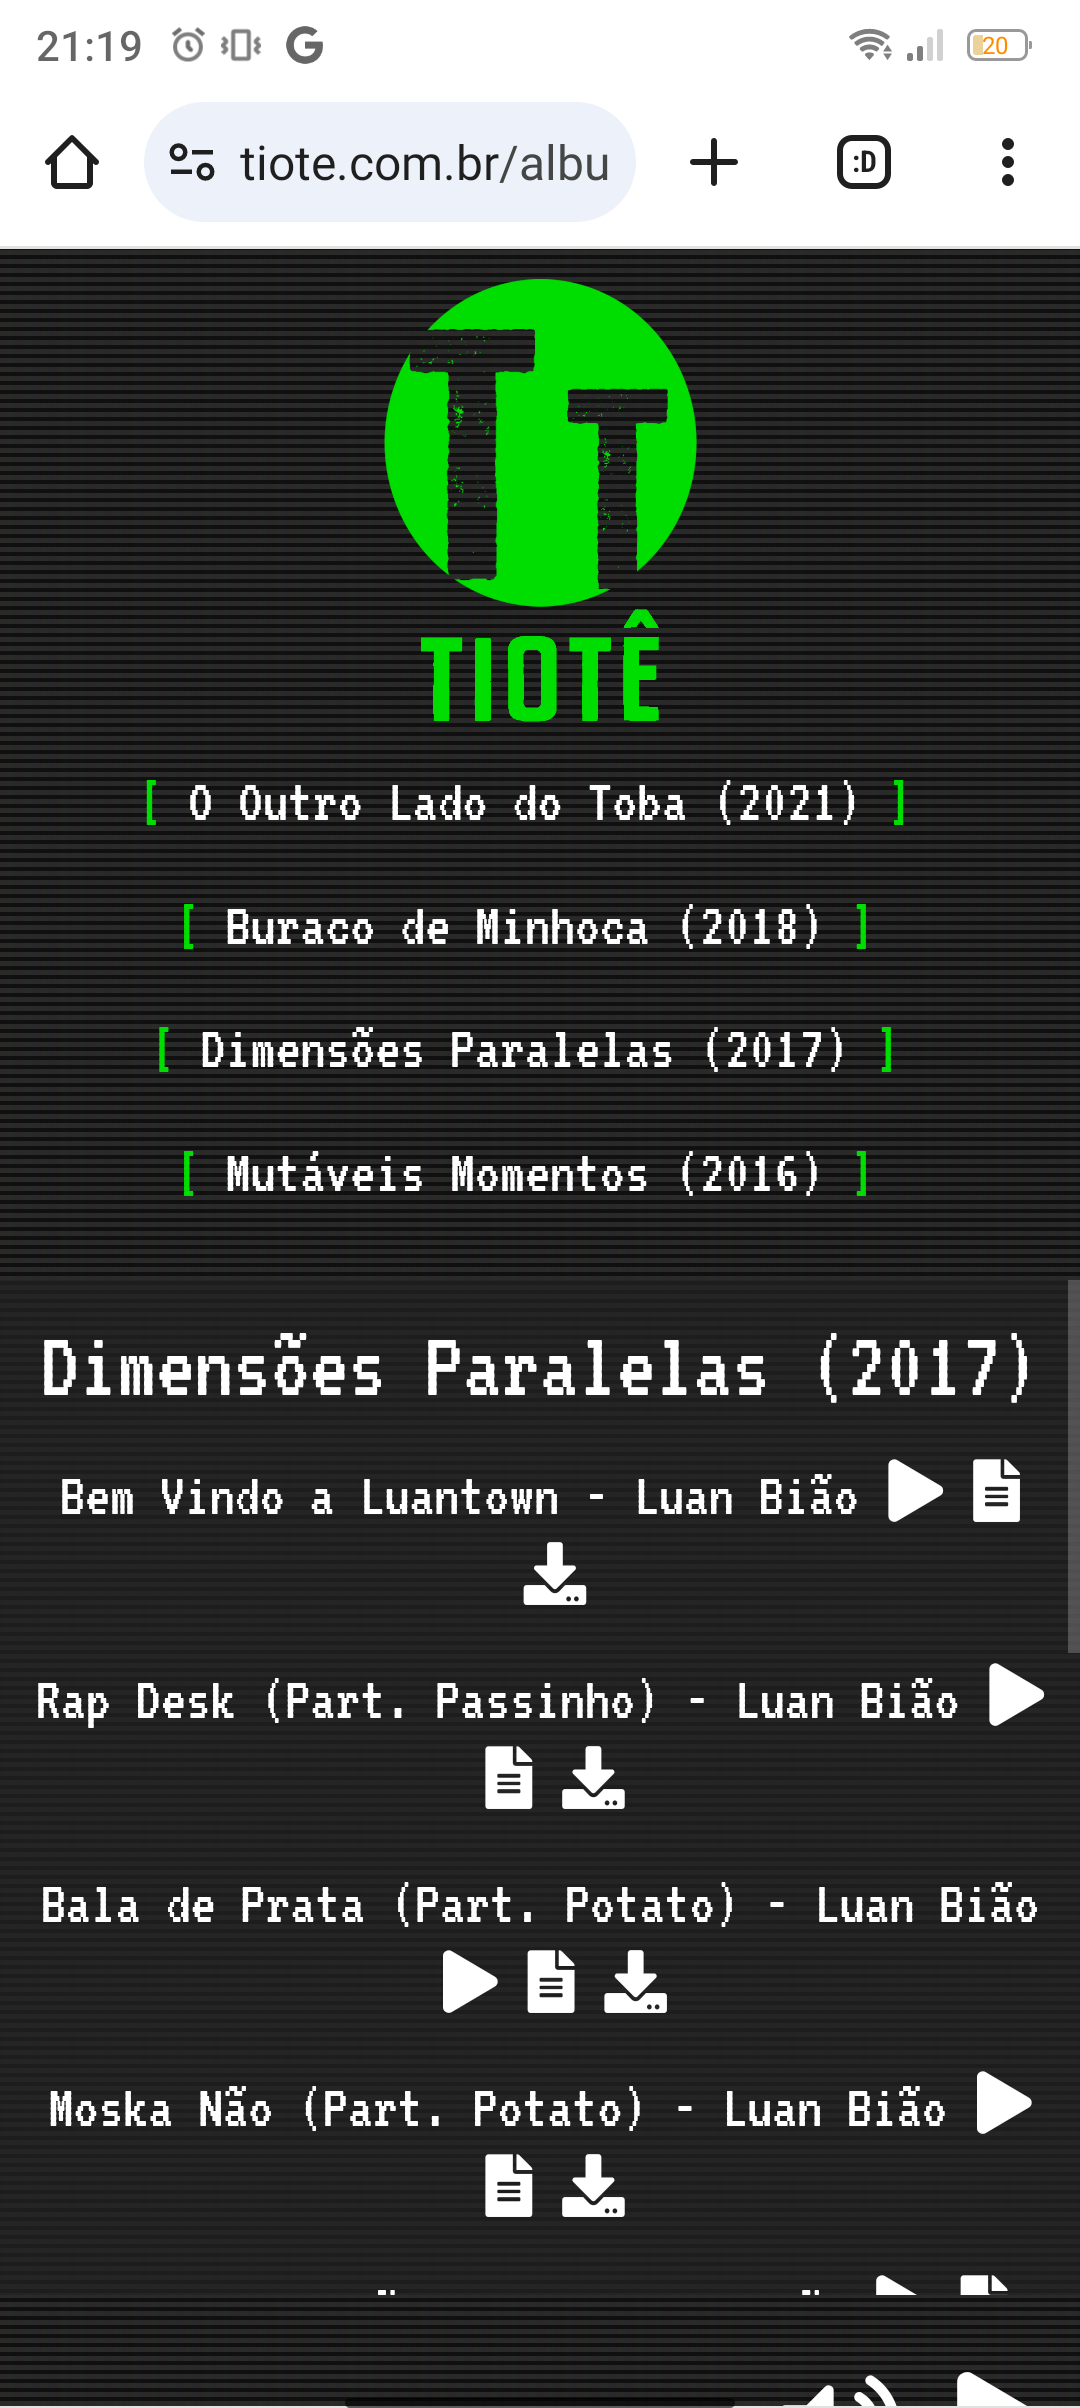 21:19
20
tiote.com.br/albu
:D
TT
TIOTÊ
[ O Outro Lado do Toba (2021) ]
[ Buraco de Minhoca (2018) ]
[ Dimensões Paralelas (2017) ]
[ Mutáveis Momentos (2016) ]
Dimensões Paralelas (2017)
Bem Vindo a Luantown - Luan Bião
Rap Desk (Part. Passinho) - Luan Bião
Bala de Prata (Part. Potato) - Luan Bião
Moska Não (Part. Potato) - Luan Bião